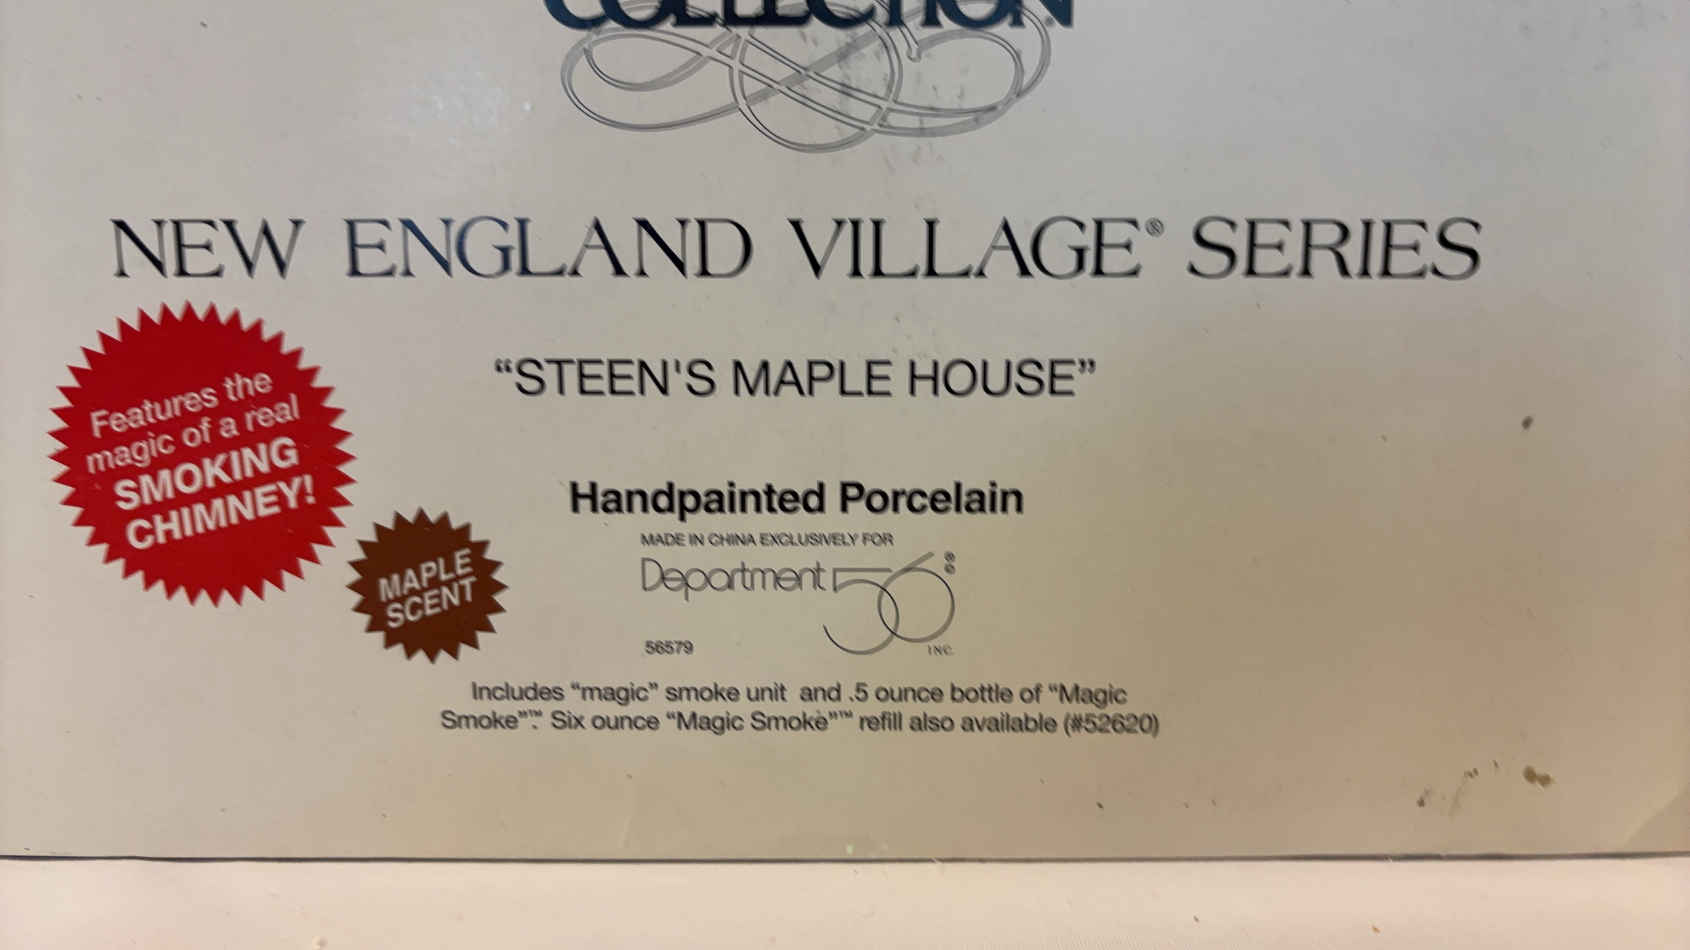 COLLECTION®
NEW ENGLAND VILLAGE® SERIES
“STEEN'S MAPLE HOUSE”
Features the
magic of a real
SMOKING
CHIMNEY!
MAPLE
SCENT
Handpainted Porcelain
MADE IN CHINA EXCLUSIVELY FOR
Department 56®
INC.
56579
Includes “magic” smoke unit and .5 ounce bottle of “Magic
Smoke”™. Six ounce “Magic Smoke”™ refill also available (#52620)